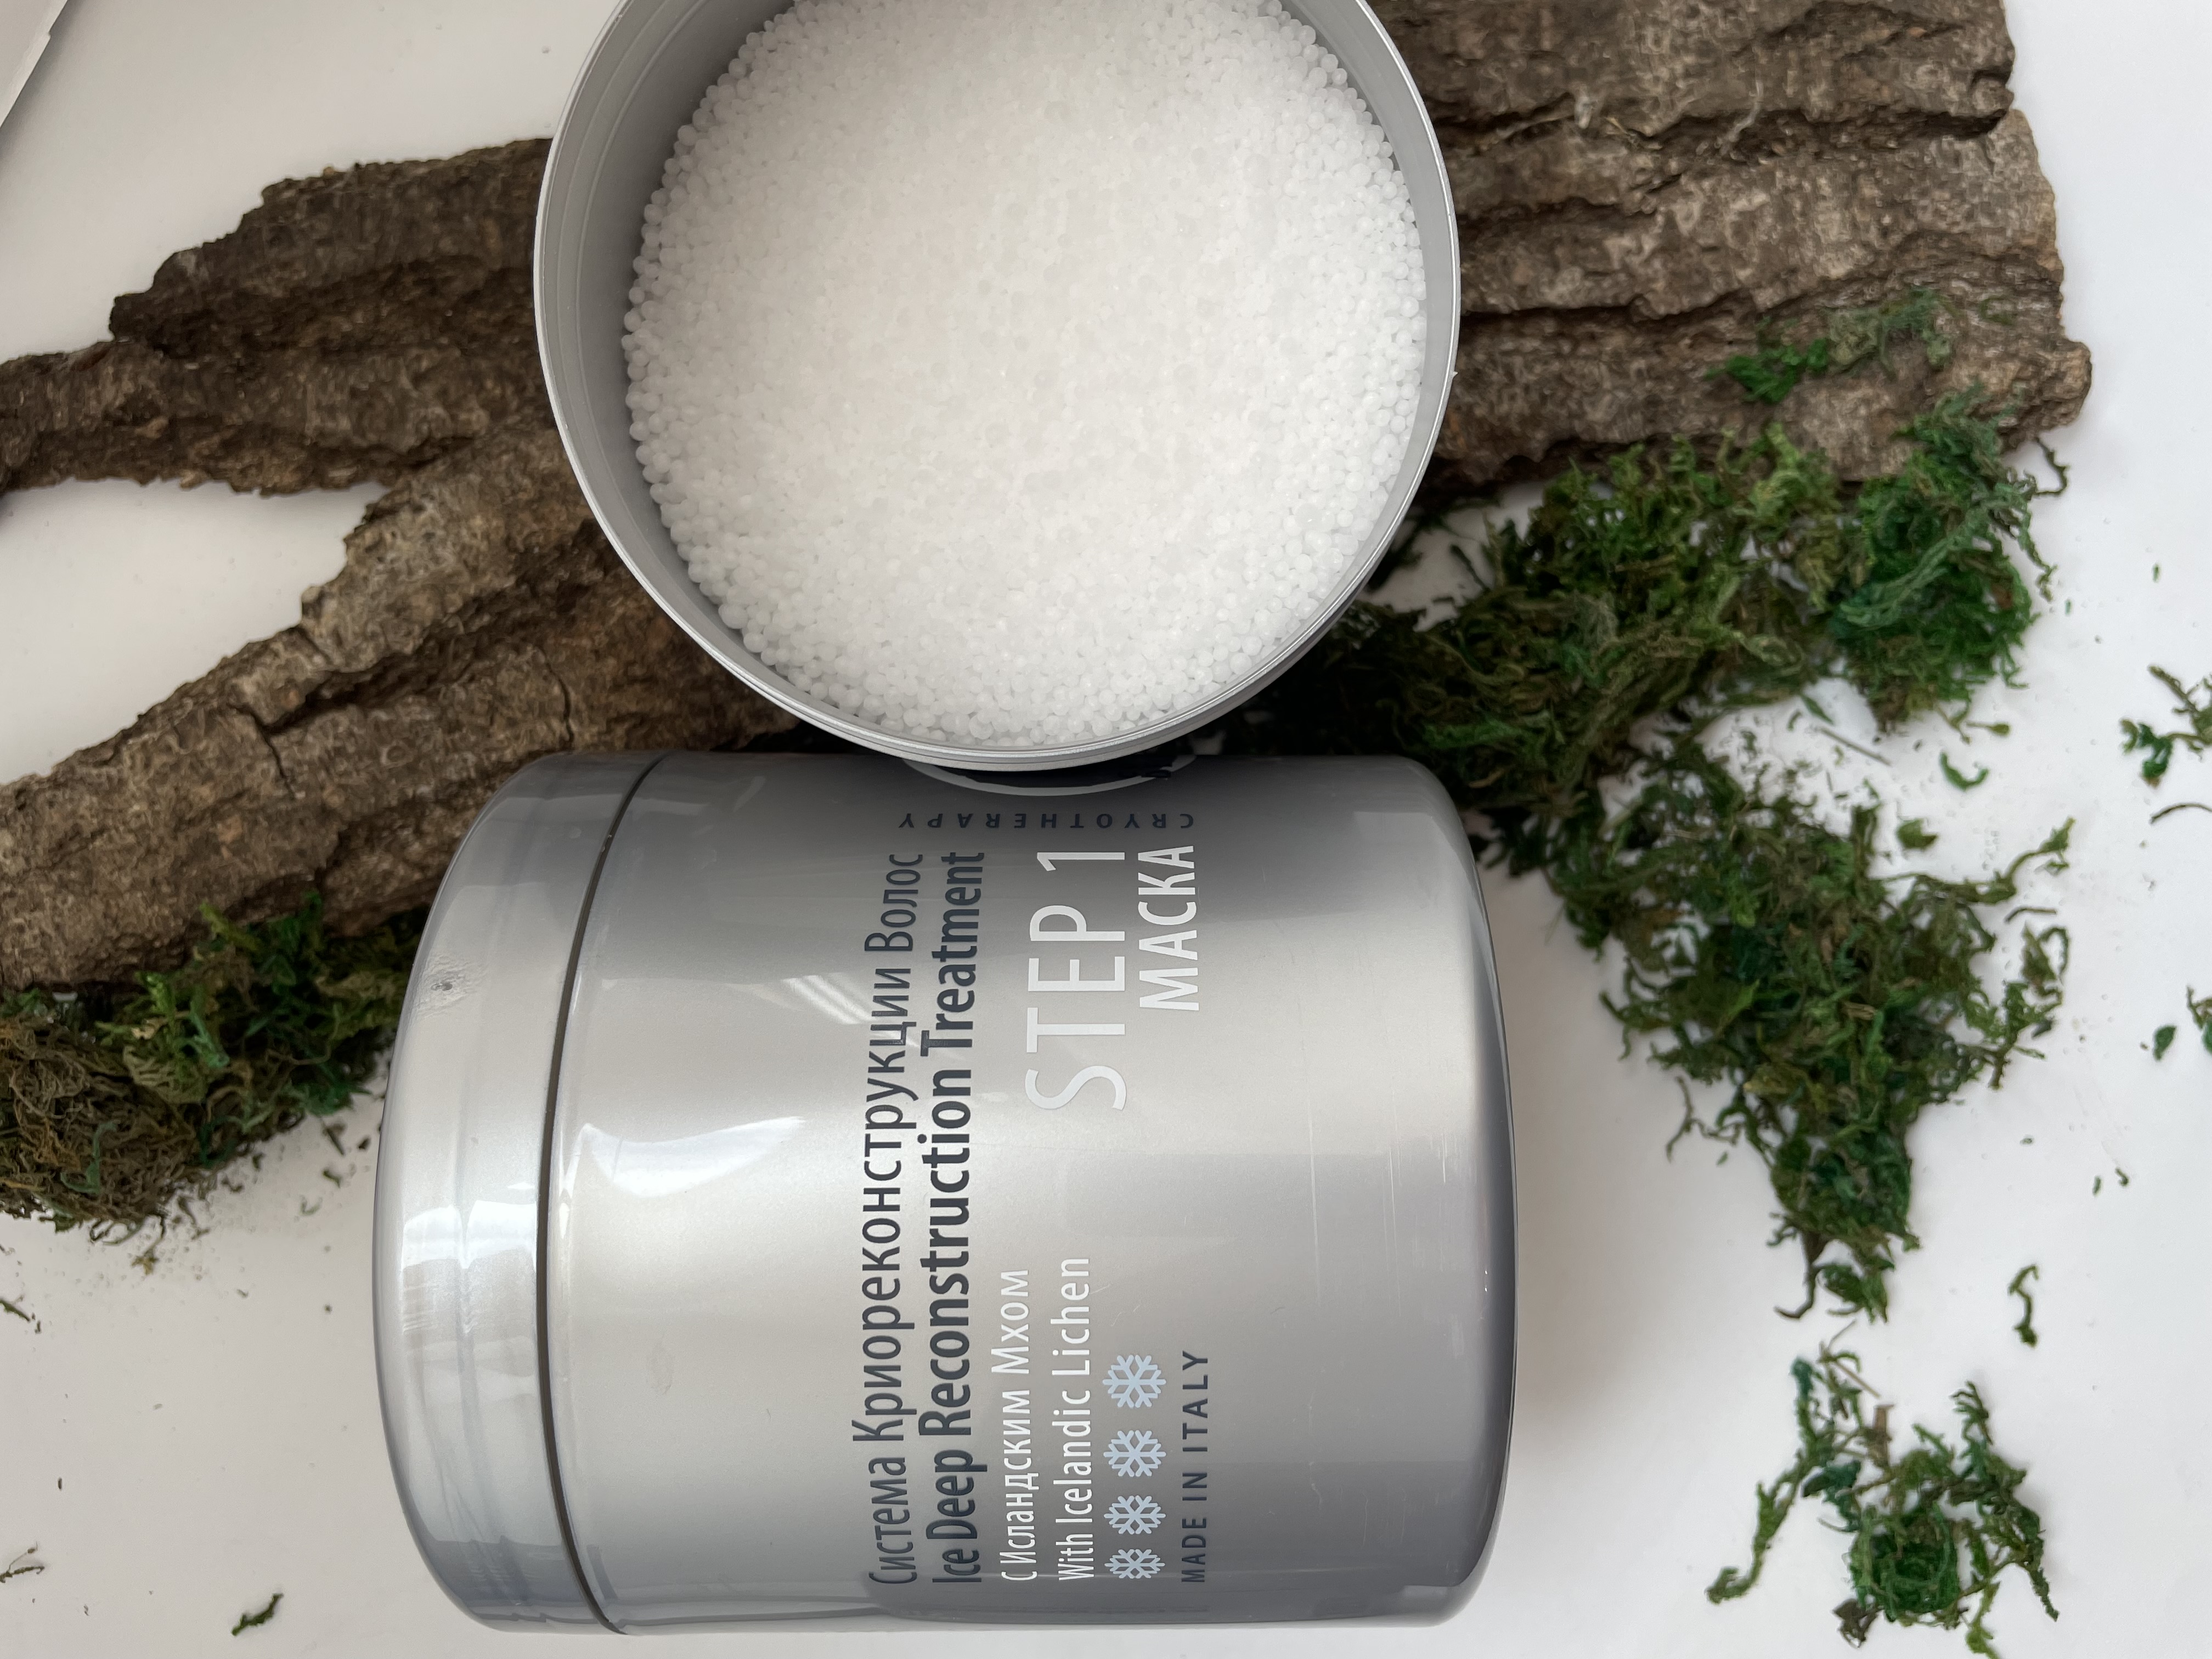 Система Криореконструкции Волос
Ice Deep Reconstruction Treatment
С Исландским Мхом
With Icelandic Lichen
MADE IN ITALY
STEP 1
МАСКА
CRYOTHERAPY